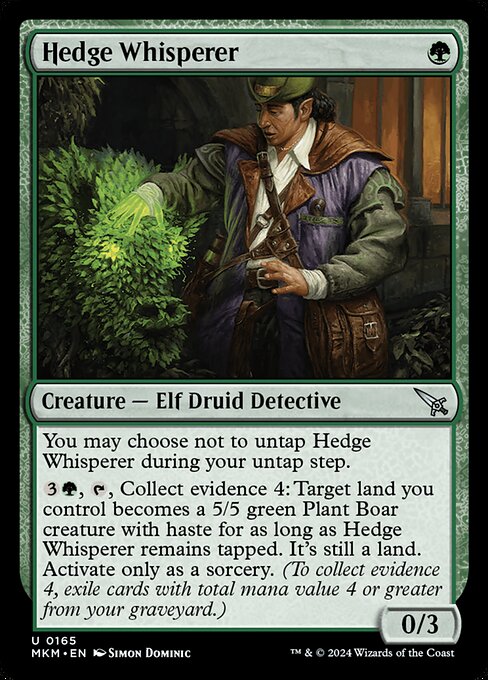 Hedge Whisperer
Creature — Elf Druid Detective
You may choose not to untap Hedge
Whisperer during your untap step.
3, , Collect evidence 4: Target land you
control becomes a 5/5 green Plant Boar
creature with haste for as long as Hedge
Whisperer remains tapped. It's still a land.
Activate only as a sorcery. (To collect evidence
4, exile cards with total mana value 4 or greater
from your graveyard.)
0/3
U 0165
MKM • EN Simon Dominic
™ & © 2024 Wizards of the Coast